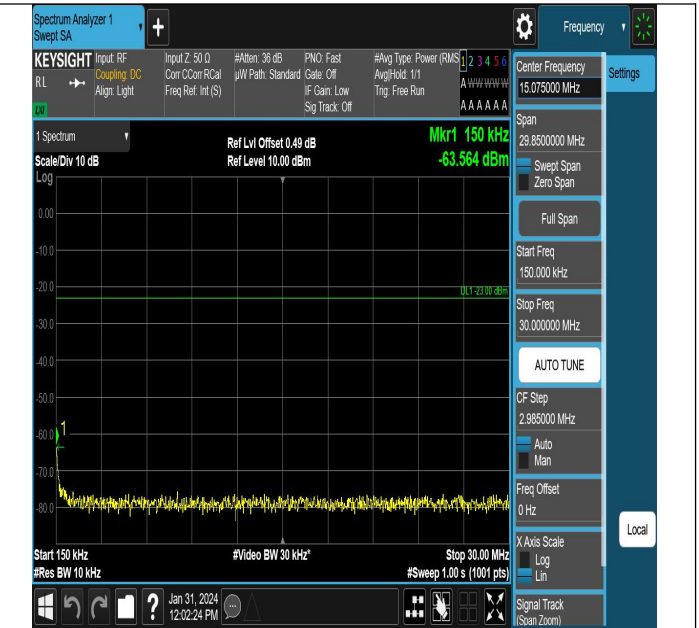 Spectrum Analyzer 1
Swept SA
+
Frequency
KEYSIGHT
RL
LXI
Input: RF
Coupling: DC
Align: Light
Input Z: 50 Ω
Corr CCorr RCal
Freq Ref: Int (S)
#Atten: 36 dB
µW Path: Standard
PNO: Fast
Gate: Off
IF Gain: Low
Sig Track: Off
#Avg Type: Power (RMS
Avg|Hold: 1/1
Trig: Free Run
1 2 3 4 5 6
A W W W W W
A A A A A A
1 Spectrum
Scale/Div 10 dB
Log
Ref Lvl Offset 0.49 dB
Ref Level 10.00 dBm
Mkr1 150 kHz
-63.564 dBm
0.00
-10.0
-20.0
DL1 -23.00 dBm
-30.0
-40.0
-50.0
1
-60.0
-70.0
-80.0
Start 150 kHz
#Res BW 10 kHz
#Video BW 30 kHz*
Stop 30.00 MHz
#Sweep 1.00 s (1001 pts)
?
Jan 31, 2024
12:02:24 PM
Center Frequency
15.075000 MHz
Settings
Span
29.8500000 MHz
Swept Span
Zero Span
Full Span
Start Freq
150.000 kHz
Stop Freq
30.000000 MHz
AUTO TUNE
CF Step
2.985000 MHz
Auto
Man
Freq Offset
0 Hz
Local
X Axis Scale
Log
Lin
Signal Track
(Span Zoom)